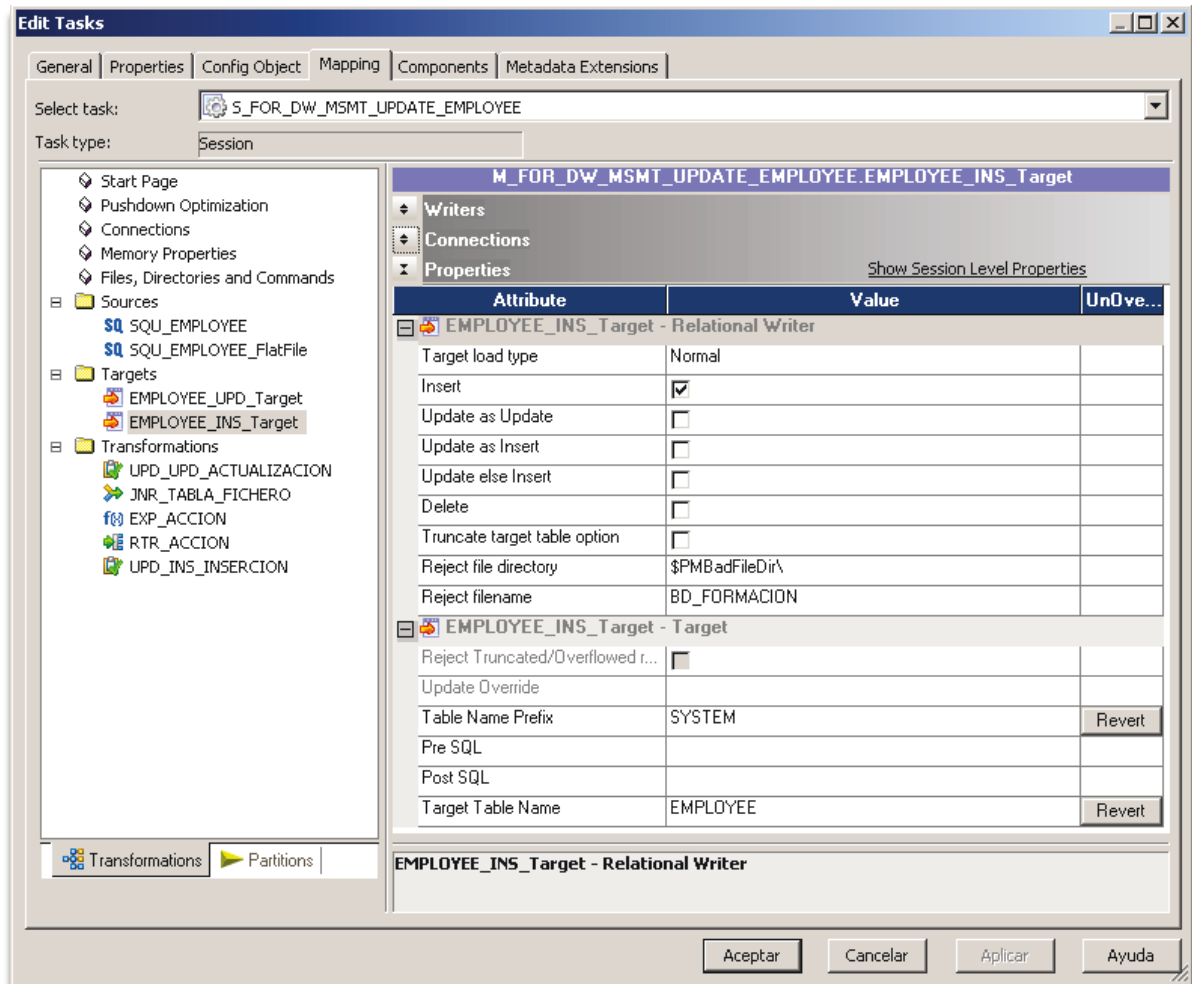 Edit Tasks
General Properties Config Object Mapping Components Metadata Extensions
Select task: S_FOR_DW_MSMT_UPDATE_EMPLOYEE
Task type: Session
Start Page
Pushdown Optimization
Connections
Memory Properties
Files, Directories and Commands
Sources
SQ SQU_EMPLOYEE
SQ SQU_EMPLOYEE_FlatFile
Targets
EMPLOYEE_UPD_Target
EMPLOYEE_INS_Target
Transformations
UPD_UPD_ACTUALIZACION
JNR_TABLA_FICHERO
f(x) EXP_ACCION
RTR_ACCION
UPD_INS_INSERCION
Transformations Partitions
M_FOR_DW_MSMT_UPDATE_EMPLOYEE.EMPLOYEE_INS_Target
Writers
Connections
Properties Show Session Level Properties
Attribute Value UnOve...
EMPLOYEE_INS_Target - Relational Writer
Target load type Normal
Insert
Update as Update
Update as Insert
Update else Insert
Delete
Truncate target table option
Reject file directory $PMBadFileDir\
Reject filename BD_FORMACION
EMPLOYEE_INS_Target - Target
Reject Truncated/Overflowed r...
Update Override
Table Name Prefix SYSTEM Revert
Pre SQL
Post SQL
Target Table Name EMPLOYEE Revert
EMPLOYEE_INS_Target - Relational Writer
Aceptar Cancelar Aplicar Ayuda